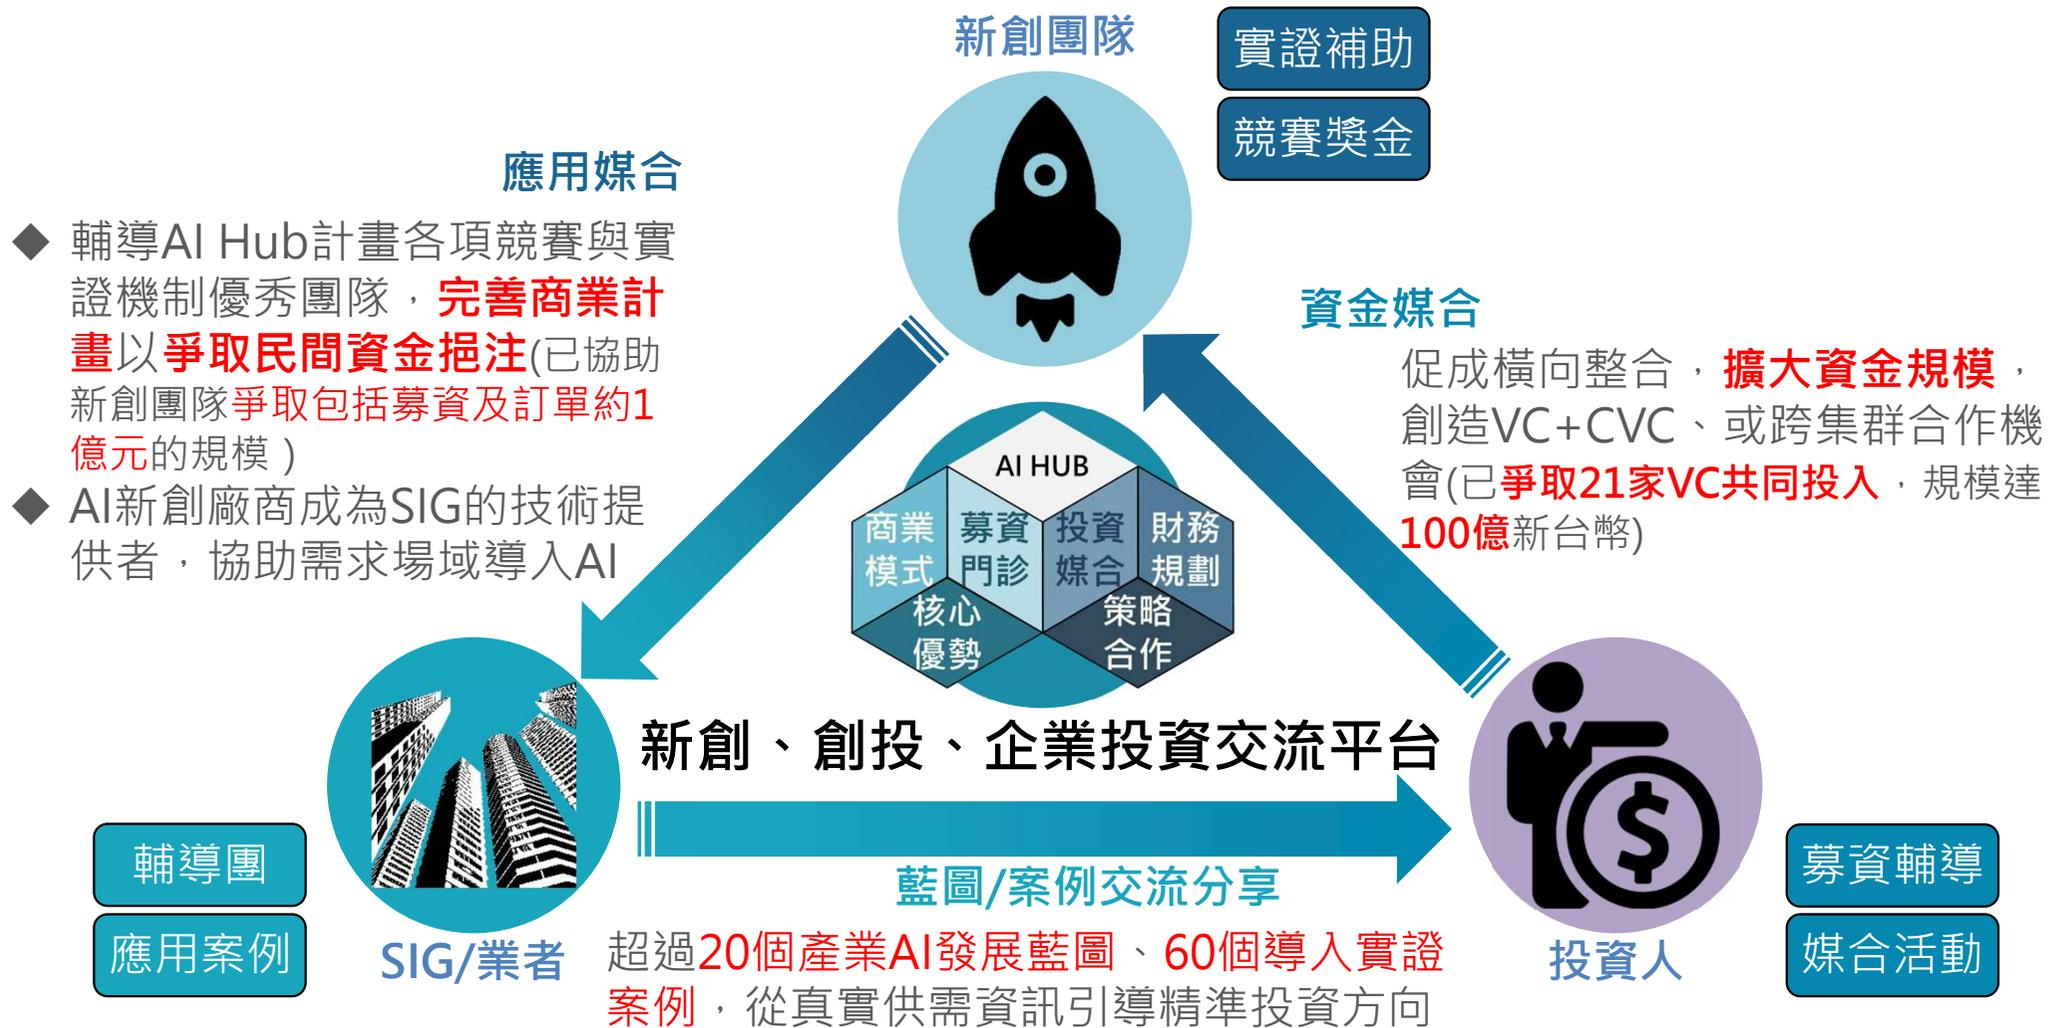 新創團隊
實證補助
競賽獎金
應用媒合
◆ 輔導AI Hub計畫各項競賽與實
證機制優秀團隊，完善商業計
畫以爭取民間資金挹注(已協助
新創團隊爭取包括募資及訂單約1
億元的規模)
◆ AI新創廠商成為SIG的技術提
供者，協助需求場域導入AI
資金媒合
促成橫向整合，擴大資金規模，
創造VC+CVC、或跨集群合作機
會(已爭取21家VC共同投入，規模達
100億新台幣)
AI HUB
商業
模式
募資
門診
投資
媒合
財務
規劃
核心
優勢
策略
合作
新創、創投、企業投資交流平台
輔導團
應用案例
SIG/業者
藍圖/案例交流分享
超過20個產業AI發展藍圖、60個導入實證
案例，從真實供需資訊引導精準投資方向
$
投資人
募資輔導
媒合活動